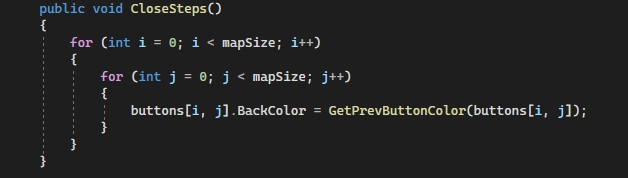 public void CloseSteps()
{
for (int i = 0; i < mapSize; i++)
{
for (int j = 0; j < mapSize; j++)
{
buttons[i, j].BackColor = GetPrevButtonColor(buttons[i, j]);
}
}
}